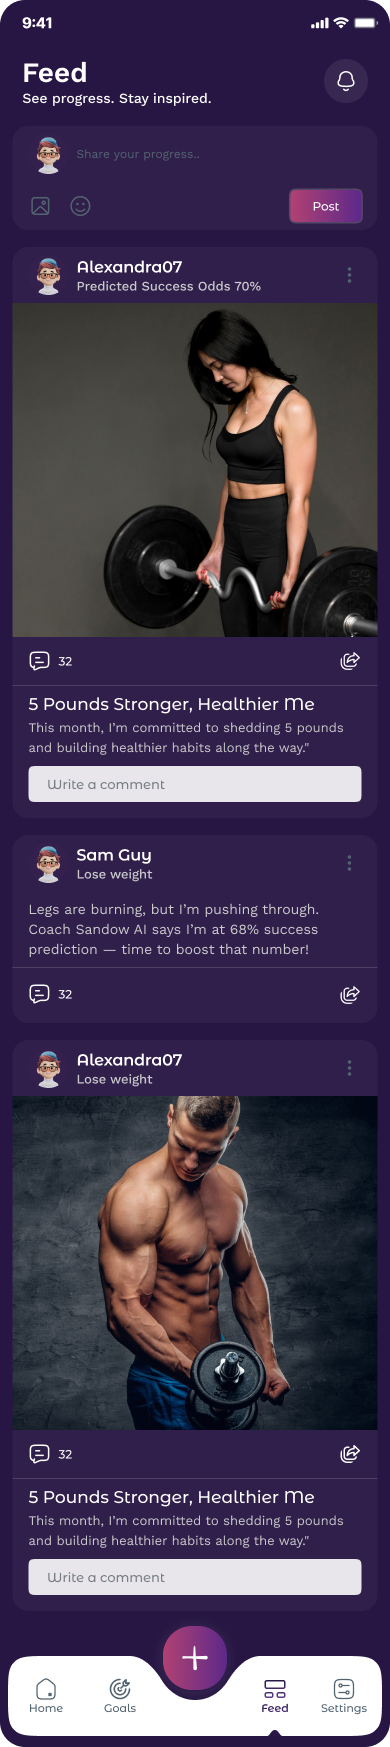 9:41
Feed
See progress. Stay inspired.
Share your progress..
Post
Alexandra07
Predicted Success Odds 70%
32
5 Pounds Stronger, Healthier Me
This month, I'm committed to shedding 5 pounds
and building healthier habits along the way."
Write a comment
Sam Guy
Lose weight
Legs are burning, but I'm pushing through.
Coach Sandow AI says I'm at 68% success
prediction — time to boost that number!
32
Alexandra07
Lose weight
32
5 Pounds Stronger, Healthier Me
This month, I'm committed to shedding 5 pounds
and building healthier habits along the way."
Write a comment
Home
Goals
Feed
Settings